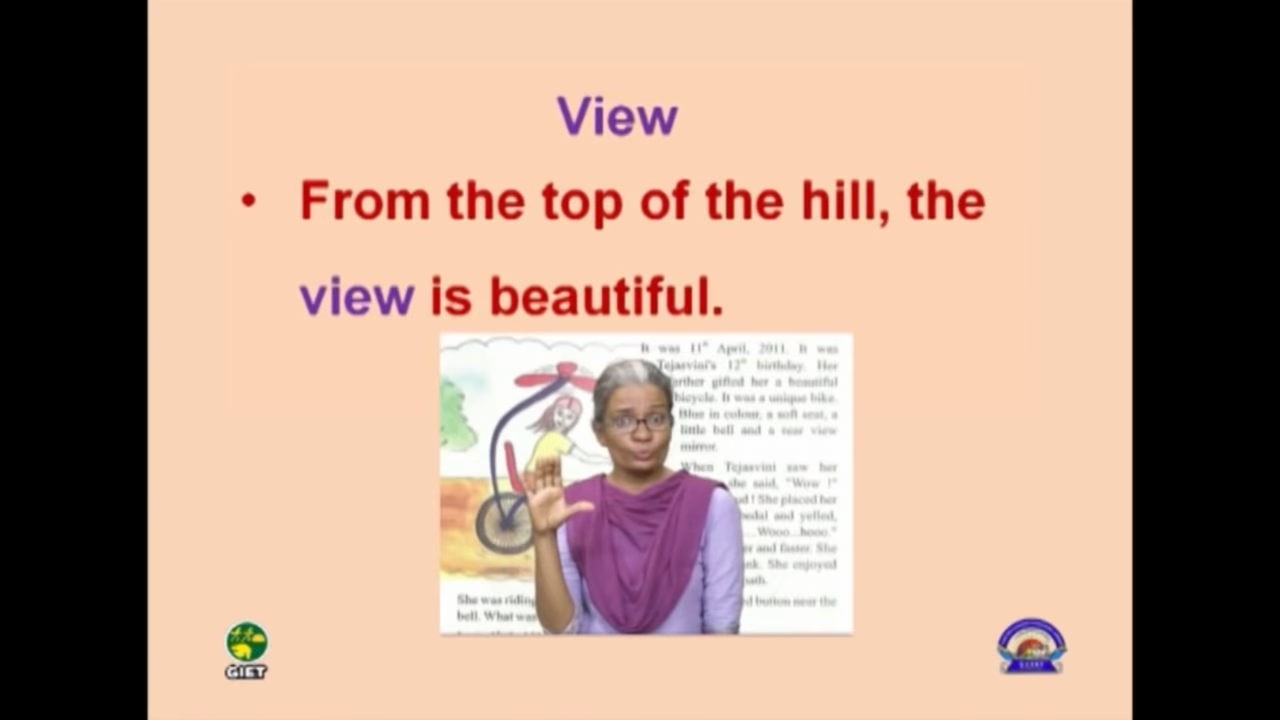 View
• From the top of the hill, the
view is beautiful.
It was 11th April, 2011. It was
Tejasvini's 12th birthday. Her
gifted her a beautiful
bicycle. It was a unique bike.
Blue in colour, a soft seat, a
little bell and a rear view
mirror.
When Tejasvini saw her
she said, "Wow !"
! She placed her
and yelled,
Wooo...hooo."
and faster. She
She enjoyed
She was riding
button near the
bell. What was
GIET